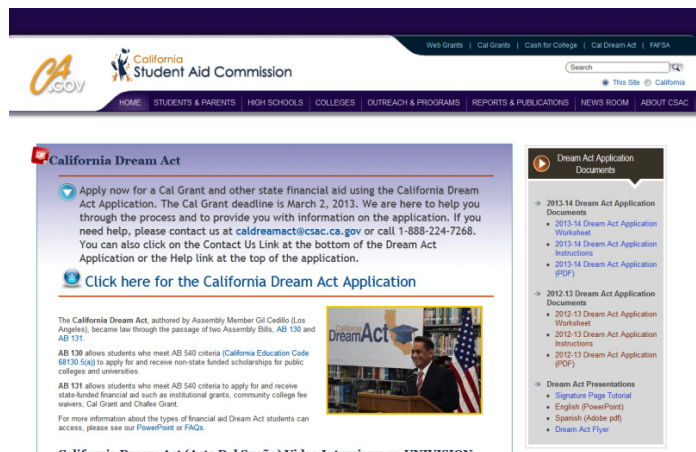 Web Grants | Cal Grants | Cash for College | Cal Dream Act | FAFSA
CA
.GOV
California
Student Aid Commission
Search
This Site California
HOME STUDENTS & PARENTS HIGH SCHOOLS COLLEGES OUTREACH & PROGRAMS REPORTS & PUBLICATIONS NEWS ROOM ABOUT CSAC
California Dream Act
Apply now for a Cal Grant and other state financial aid using the California Dream
Act Application. The Cal Grant deadline is March 2, 2013. We are here to help you
through the process and to provide you with information on the application. If you
need help, please contact us at caldreamact@csac.ca.gov or call 1-888-224-7268.
You can also click on the Contact Us Link at the bottom of the Dream Act
Application or the Help link at the top of the application.
Click here for the California Dream Act Application
The California Dream Act, authored by Assembly Member Gil Cedillo (Los
Angeles), became law through the passage of two Assembly Bills, AB 130 and
AB 131.
AB 130 allows students who meet AB 540 criteria (California Education Code
68130.5(a)) to apply for and receive non-state funded scholarships for public
colleges and universities.
AB 131 allows students who meet AB 540 criteria to apply for and receive
state-funded financial aid such as institutional grants, community college fee
waivers, Cal Grant and Chafee Grant.
For more information about the types of financial aid Dream Act students can
access, please see our PowerPoint or FAQs.
California
DreamAct
California Dream Act (Acto Del Sueño) Video Interviews on UNIVISION
Dream Act Application
Documents
2013-14 Dream Act Application
Documents
2013-14 Dream Act Application
Worksheet
2013-14 Dream Act Application
Instructions
2013-14 Dream Act Application
(PDF)
2012-13 Dream Act Application
Documents
2012-13 Dream Act Application
Worksheet
2012-13 Dream Act Application
Instructions
2012-13 Dream Act Application
(PDF)
Dream Act Presentations
Signature Page Tutorial
English (PowerPoint)
Spanish (Adobe pdf)
Dream Act Flyer